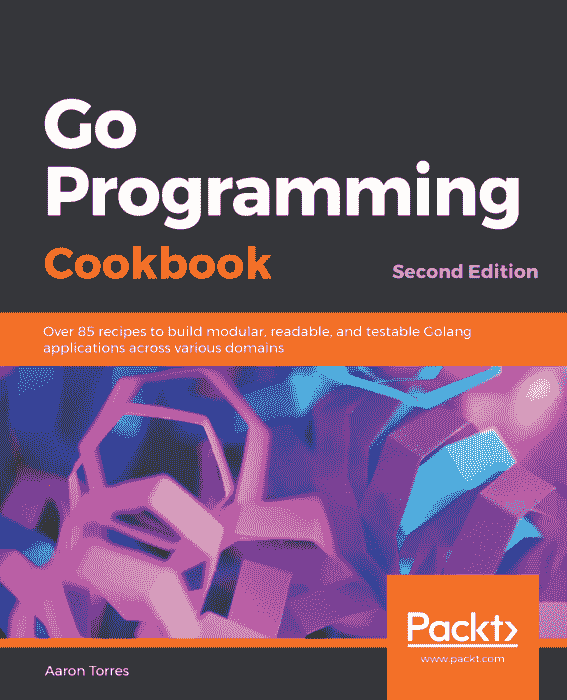 Go
Programming
Cookbook
Second Edition
Over 85 recipes to build modular, readable, and testable Golang
applications across various domains
Packt>
www.packt.com
Aaron Torres